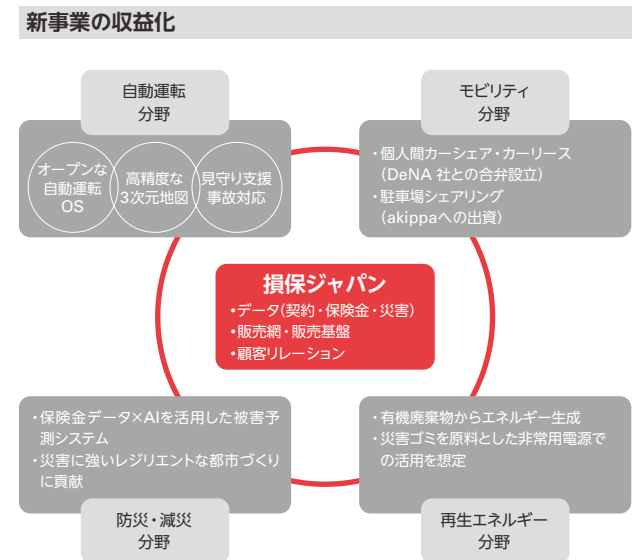 新事業の収益化
自動運転
分野
オープンな
自動運転
OS
高精度な
3次元地図
見守り支援
事故対応
モビリティ
分野
・個人間カーシェア・カーリース
（DeNA 社との合弁設立）
・駐車場シェアリング
（akippaへの出資）
損保ジャパン
•データ(契約・保険金・災害)
•販売網・販売基盤
•顧客リレーション
・保険金データ×AIを活用した被害予
測システム
・災害に強いレジリエントな都市づくり
に貢献
防災・減災
分野
・有機廃棄物からエネルギー生成
・災害ゴミを原料とした非常用電源で
の活用を想定
再生エネルギー
分野